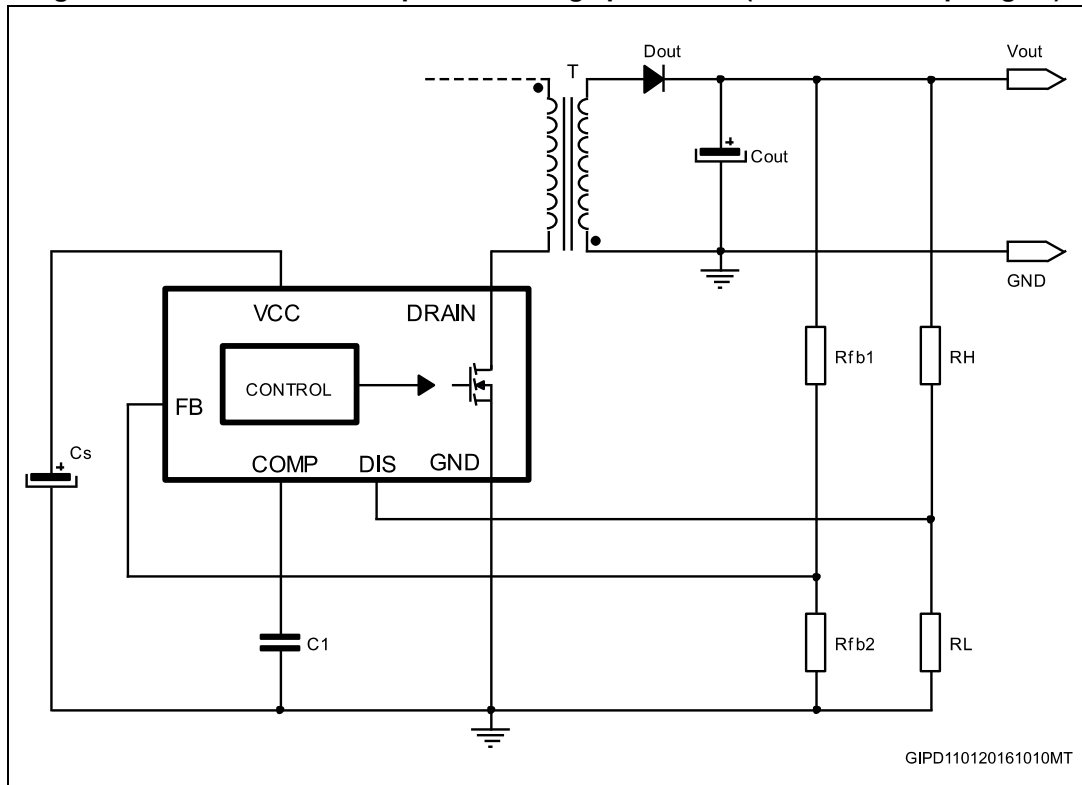 Dout
Vout
T
+
Cout
GND
VCC
DRAIN
Rfb1
RH
CONTROL
FB
Cs
+
COMP
DIS
GND
C1
Rfb2
RL
GIPD110120161010MT